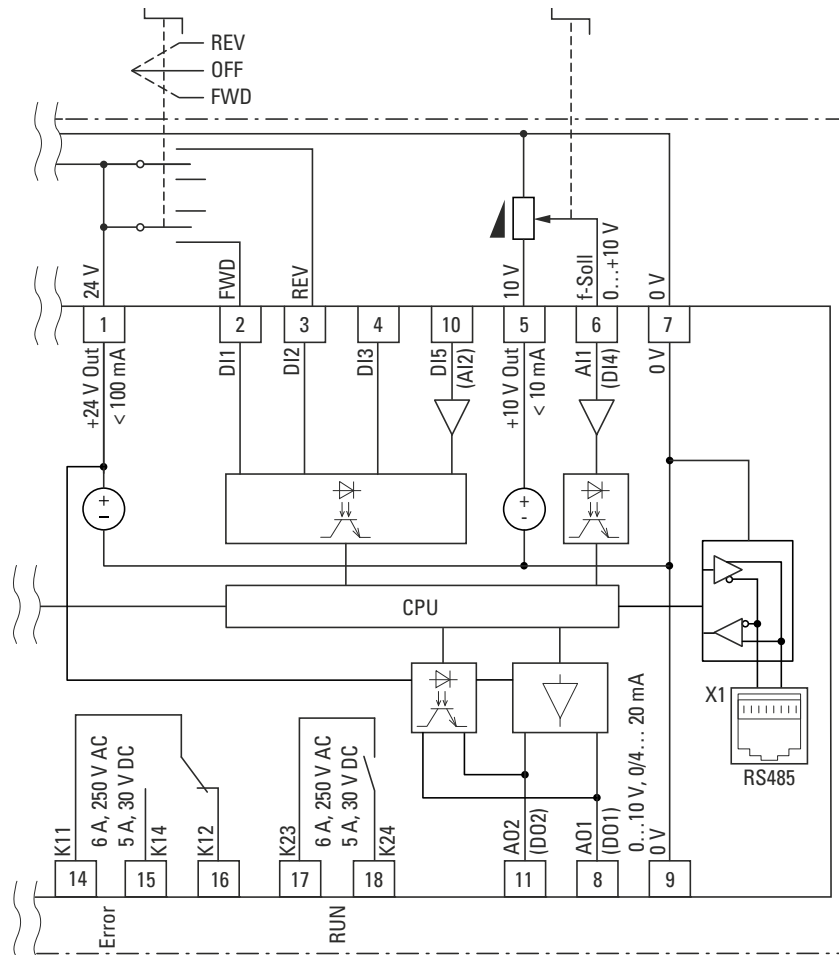 REV
OFF
FWD
24 V
FWD
REV
10 V
f-Soll
0...+10 V
0 V
1
2
3
4
10
5
6
7
+24 V Out
< 100 mA
DI1
DI2
DI3
DI5
(AI2)
+10 V Out
< 10 mA
AI1
(DI4)
0 V
+
−
+
-
CPU
X1
RS485
K11
6 A, 250 V AC
5 A, 30 V DC
K14
K12
K23
6 A, 250 V AC
5 A, 30 V DC
K24
AO2
(DO2)
AO1
(DO1)
0...10 V, 0/4... 20 mA
0 V
14
15
16
17
18
11
8
9
Error
RUN